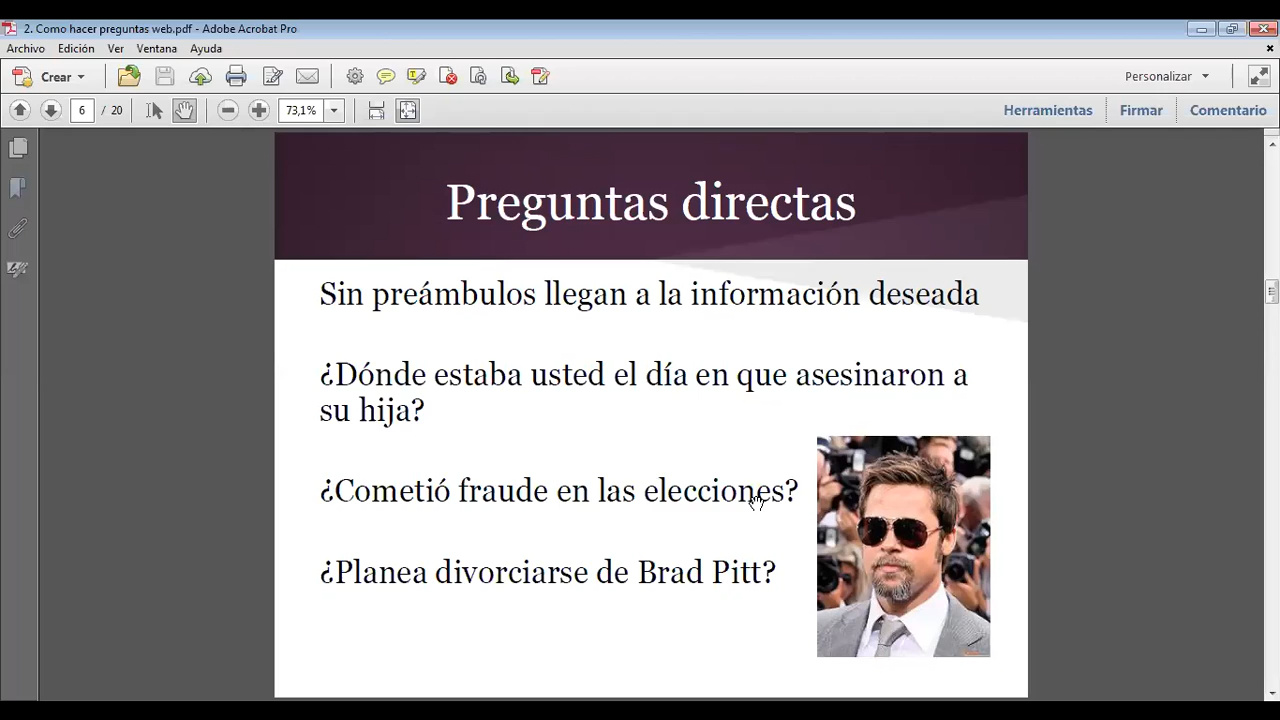 2. Como hacer preguntas web.pdf - Adobe Acrobat Pro
Archivo Edición Ver Ventana Ayuda
Crear Personalizar
6 / 20 73,1% Herramientas Firmar Comentario
Preguntas directas
Sin preámbulos llegan a la información deseada
¿Dónde estaba usted el día en que asesinaron a
su hija?
¿Cometió fraude en las elecciones?
¿Planea divorciarse de Brad Pitt?